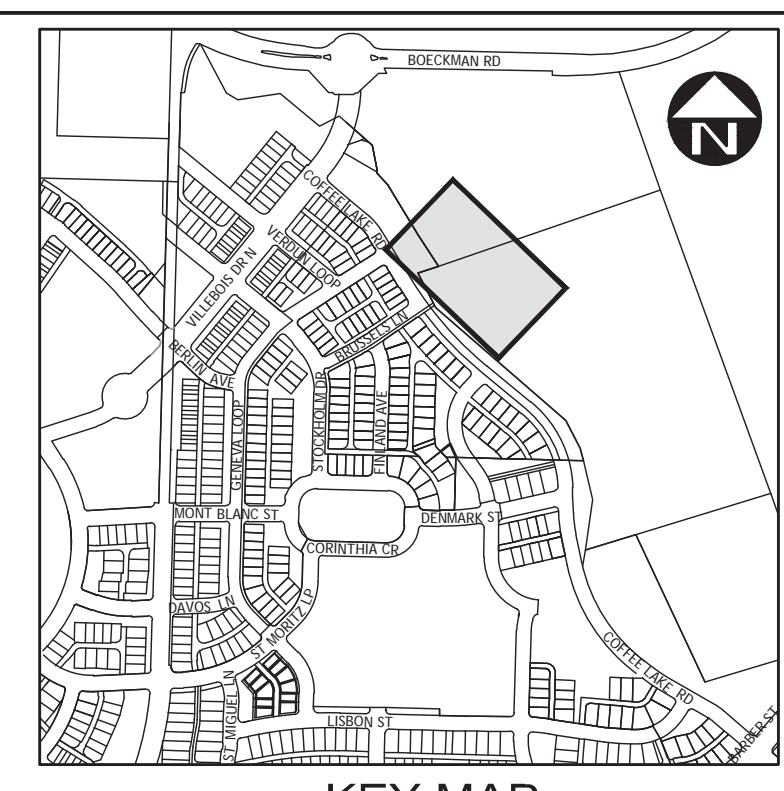 BOECKMAN RD
N
COFFEE LAKE RD
VERDUN LOOP
VILLEBOIS DR N
BRUSSELS LN
BERLIN AVE
STOCKHOLM DR
FINLAND AVE
GENEVA LOOP
MONT BLANC ST
DENMARK ST
CORINTHIA CR
DAVOS LN
ST MORITZ LP
COFFEE LAKE RD
ST MIGUEL LN
LISBON ST
BARBER ST
KEY MAP